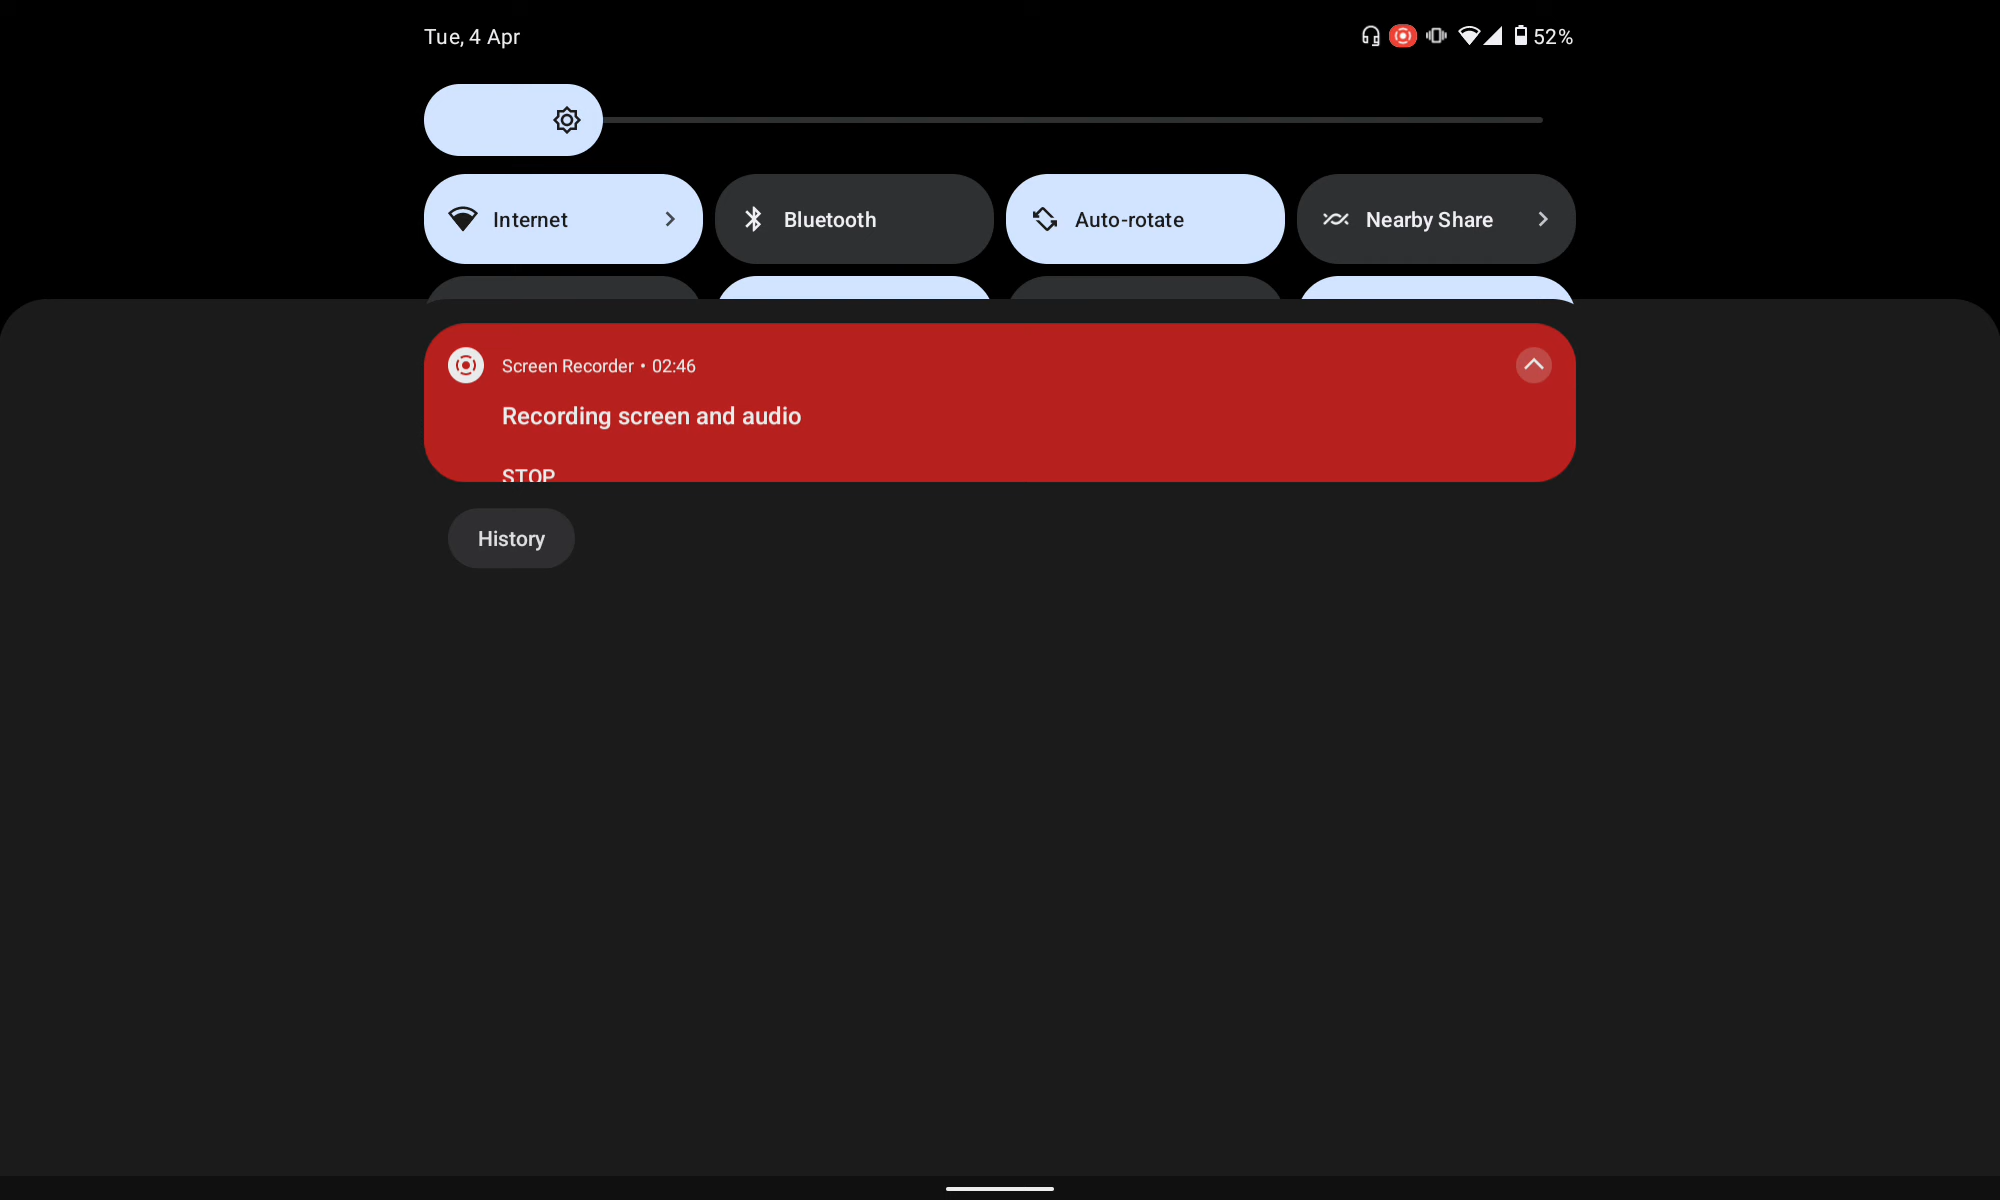 Tue, 4 Apr
52%
Internet
Bluetooth
Auto-rotate
Nearby Share
Screen Recorder • 02:46
Recording screen and audio
STOP
History